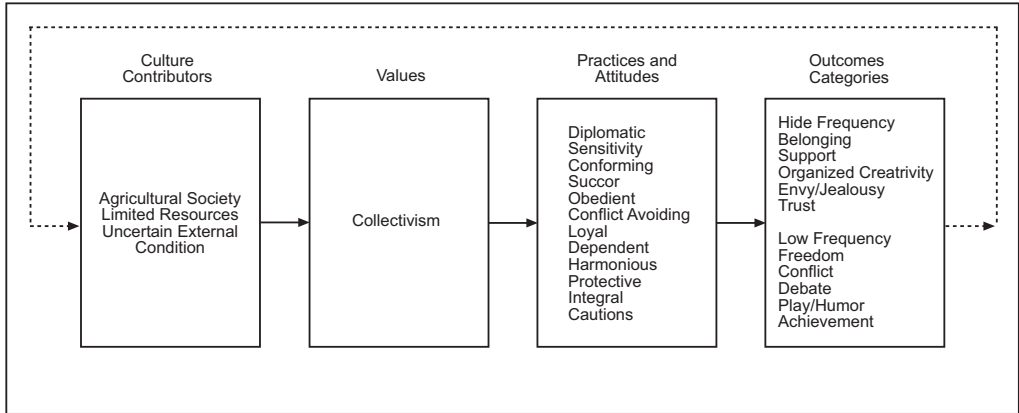 Culture
Contributors
Values
Practices and
Attitudes
Outcomes
Categories
Agricultural Society
Limited Resources
Uncertain External
Condition
Collectivism
Diplomatic
Sensitivity
Conforming
Succor
Obedient
Conflict Avoiding
Loyal
Dependent
Harmonious
Protective
Integral
Cautions
Hide Frequency
Belonging
Support
Organized Creatrivity
Envy/Jealousy
Trust
Low Frequency
Freedom
Conflict
Debate
Play/Humor
Achievement